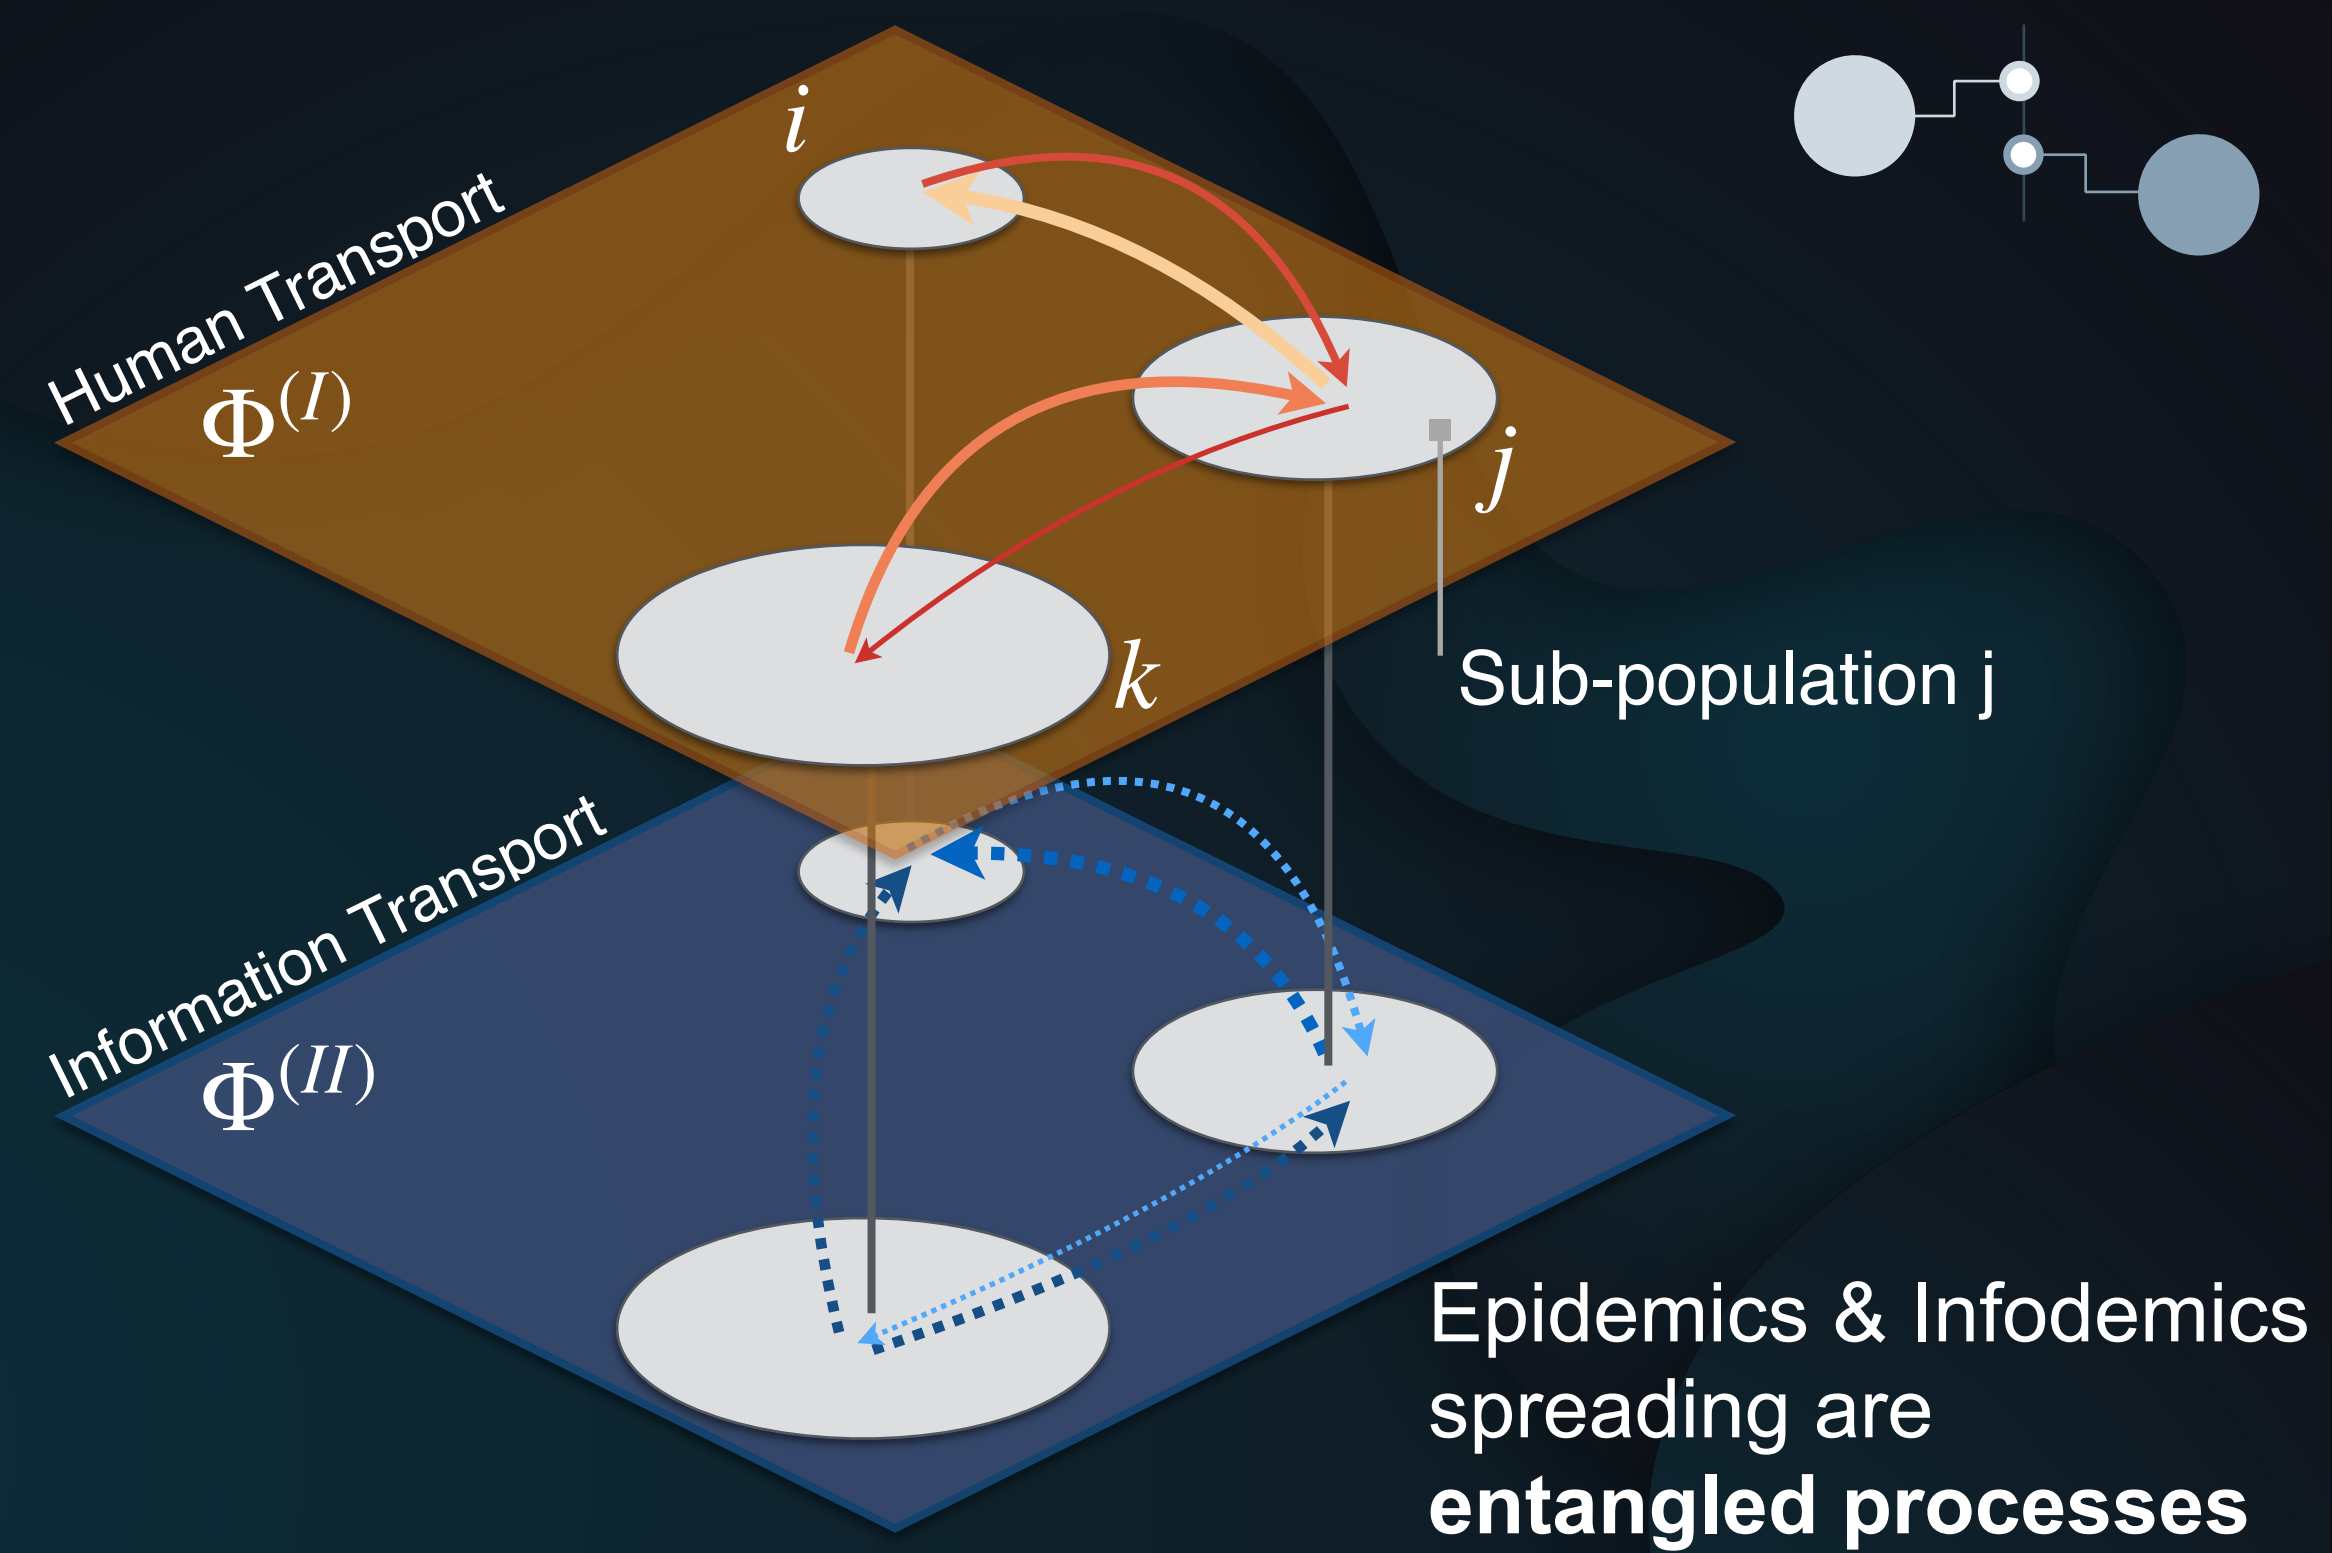 i
Human Transport
Φ(I)
j
k
Sub-population j
Information Transport
Φ(II)
Epidemics & Infodemics
spreading are
entangled processes